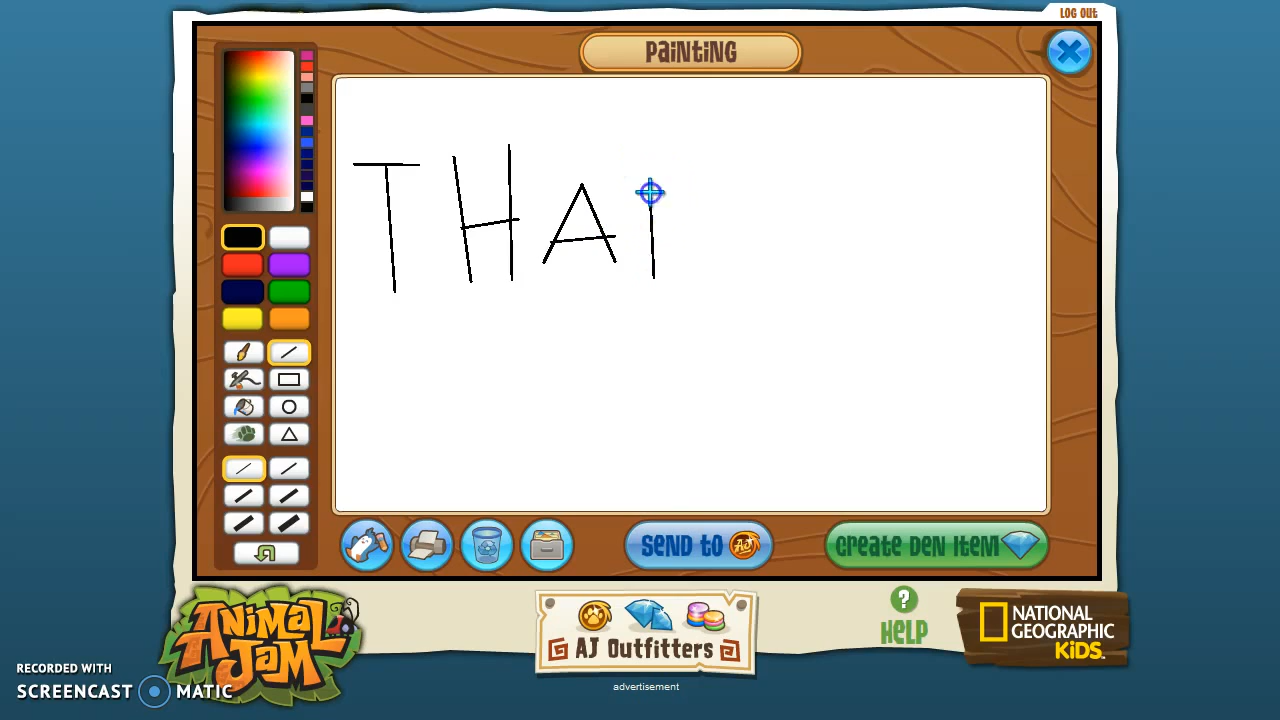 LOG OUT
PAINTING
THAI
SEND TO AJ
CREATE DEN ITEM
ANIMAL JAM
AJ Outfitters
advertisement
?
HELP
NATIONAL GEOGRAPHIC KiDS
RECORDED WITH
SCREENCAST MATIC